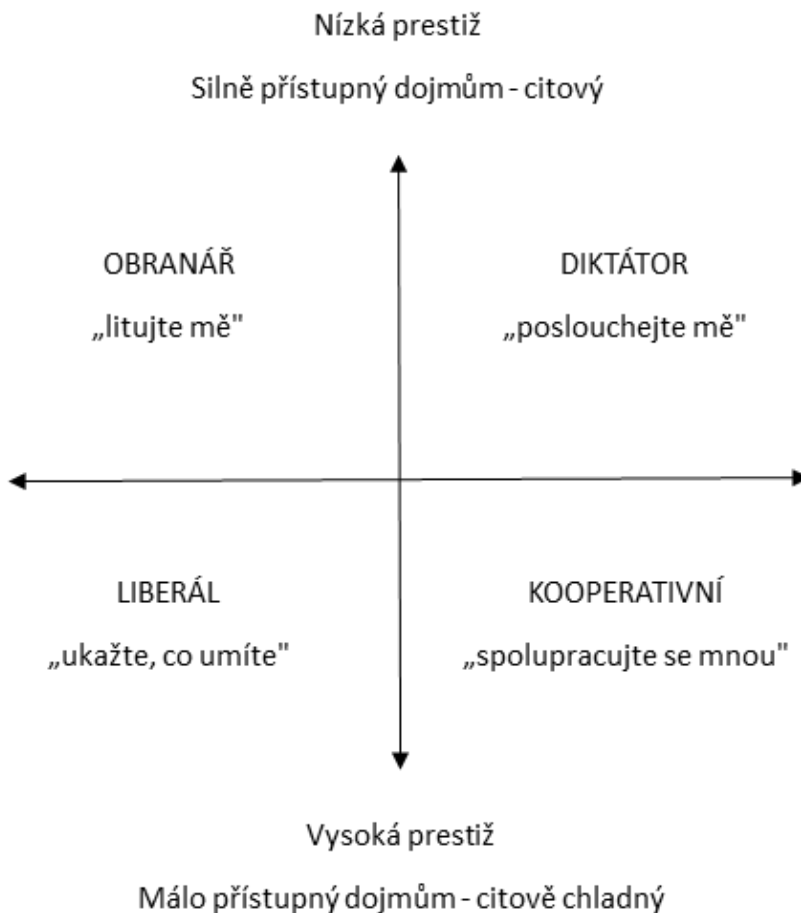 Nízká prestiž
Silně přístupný dojmům - citový
OBRANÁŘ
„litujte mě"
DIKTÁTOR
„poslouchejte mě"
LIBERÁL
„ukažte, co umíte"
KOOPERATIVNÍ
„spolupracujte se mnou"
Vysoká prestiž
Málo přístupný dojmům - citově chladný